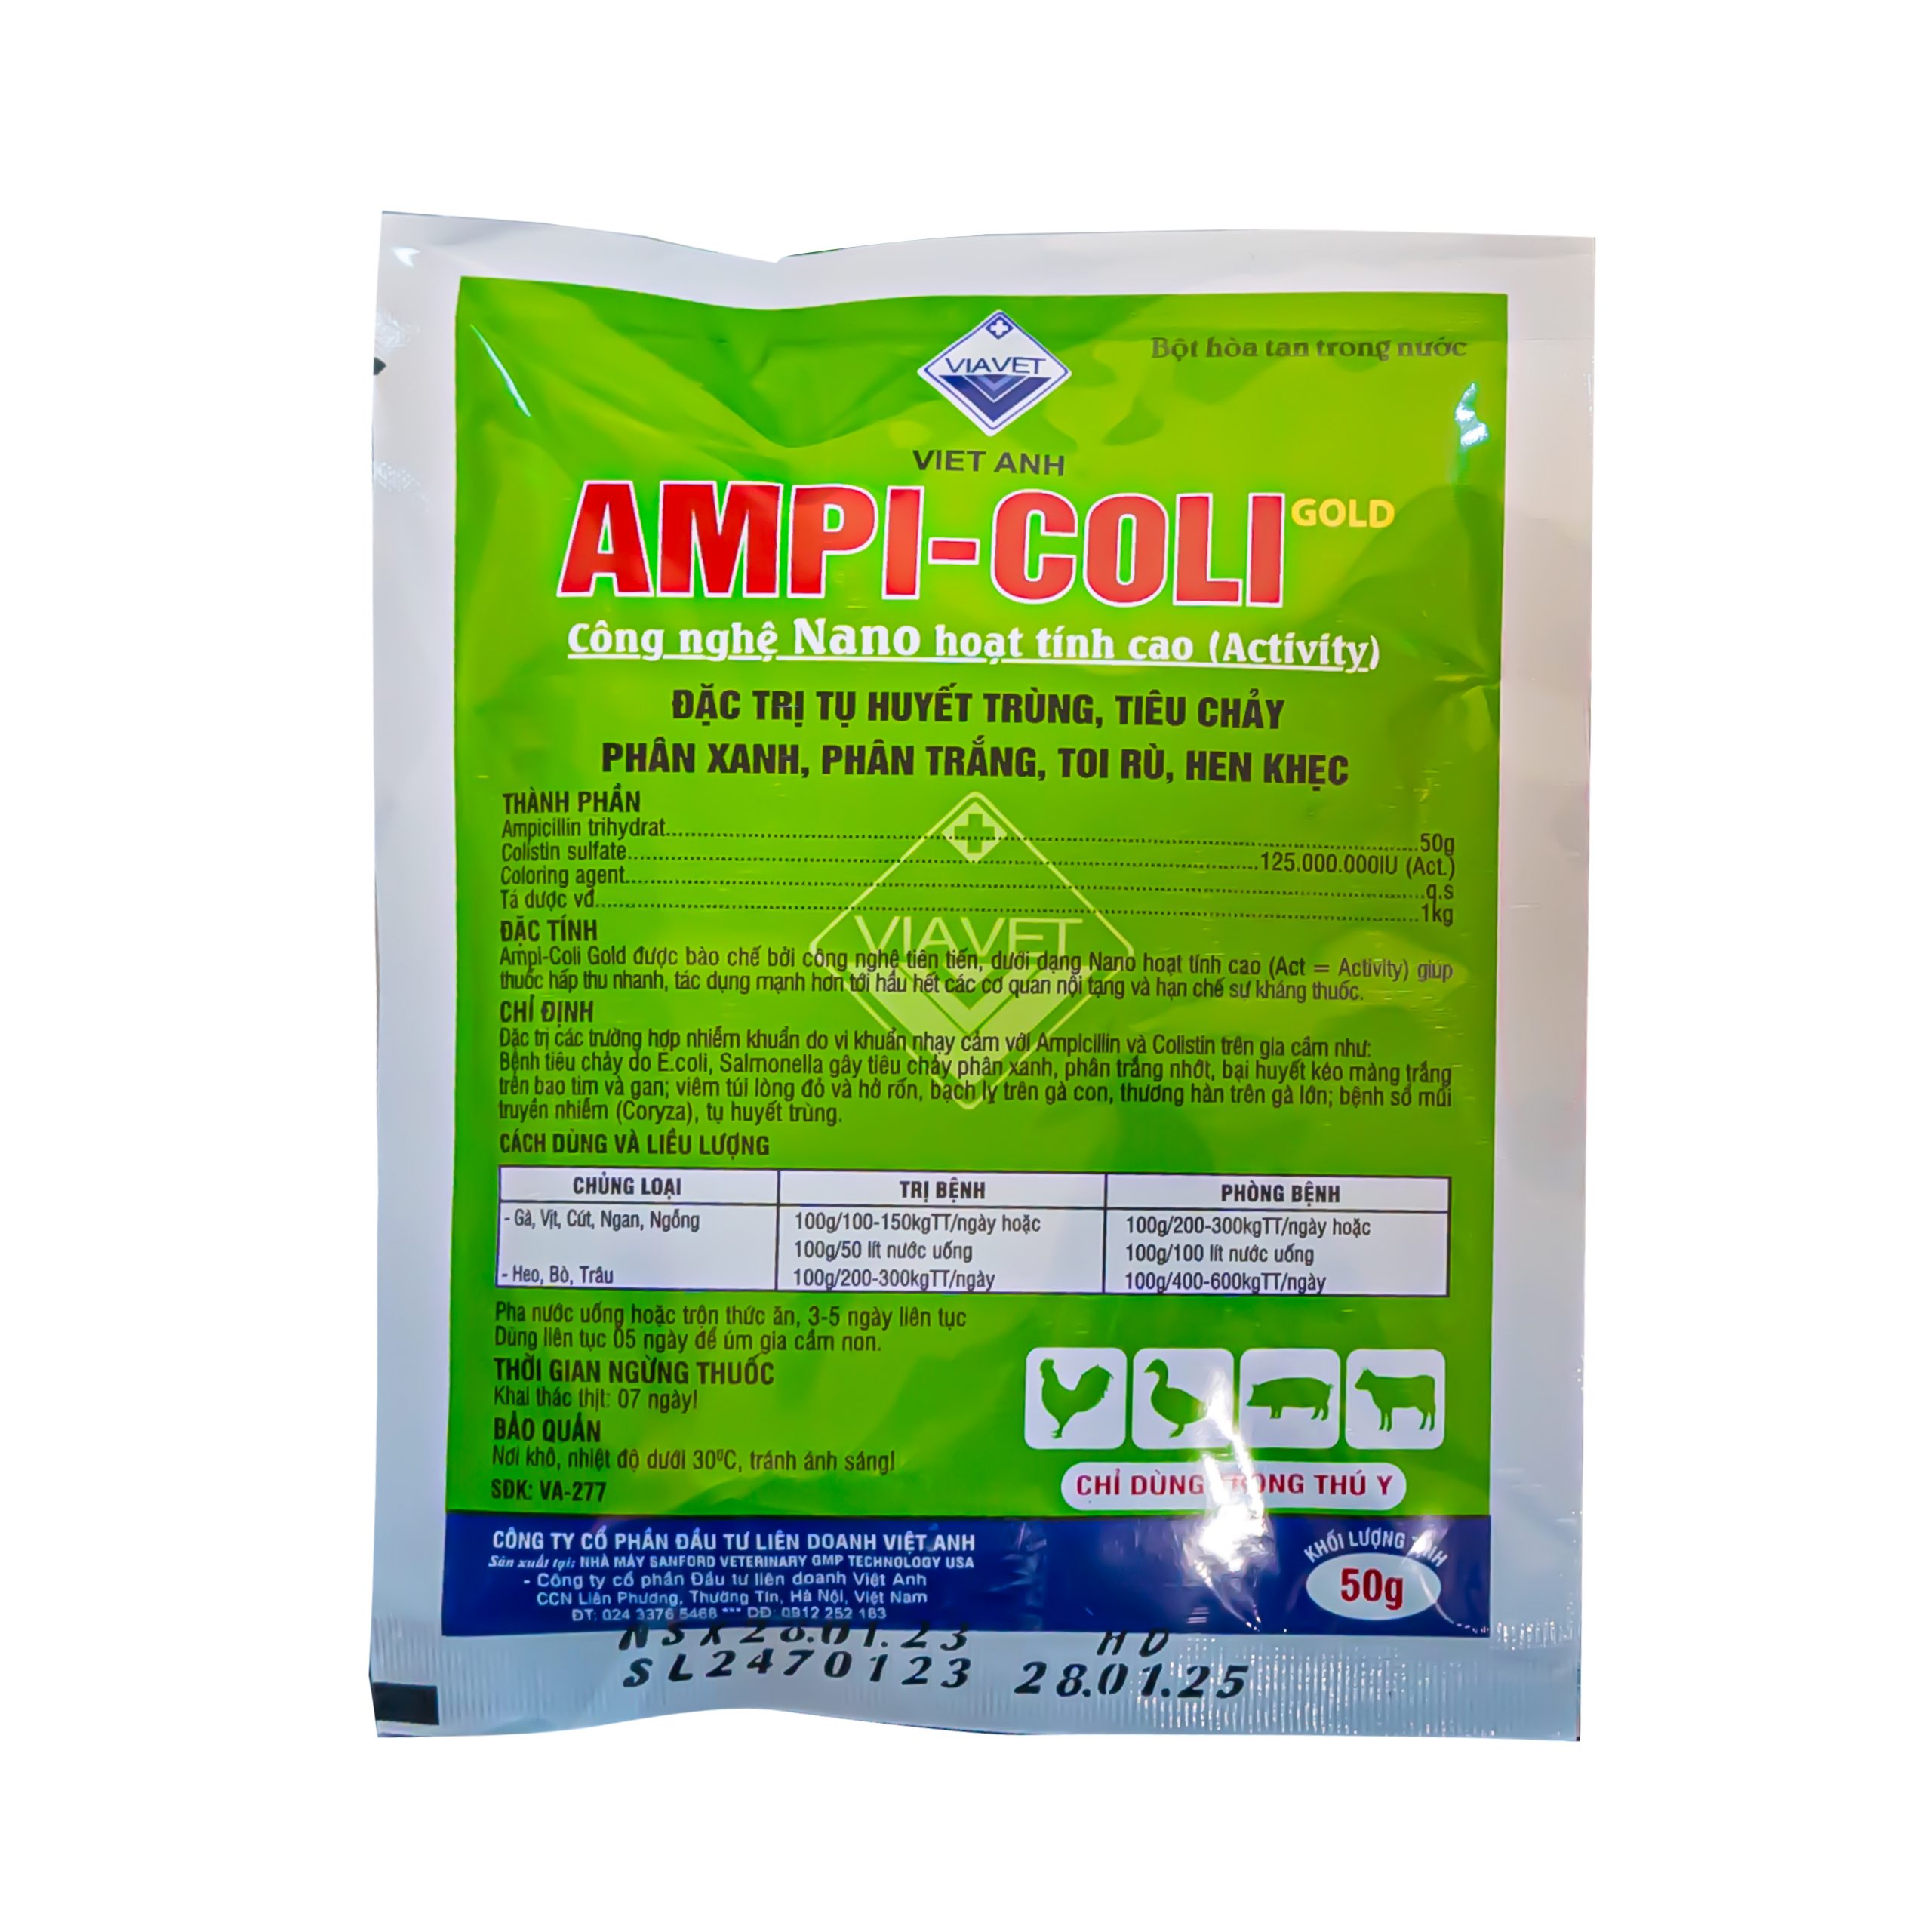 VIAVET
Bột hòa tan trong nước
VIET ANH
AMPI-COLI GOLD
Công nghệ Nano hoạt tính cao (Activity)
ĐẶC TRỊ TỤ HUYẾT TRÙNG, TIÊU CHẢY
PHÂN XANH, PHÂN TRẮNG, TOI RÙ, HEN KHẸC
THÀNH PHẦN
Ampicillin trihydrat....................50g
Colistin sulfate....................125.000.000IU (Act.)
Coloring agent....................q.s
Tá dược vđ....................1kg
VIAVET
ĐẶC TÍNH
Ampi-Coli Gold được bào chế bởi công nghệ tiên tiến, dưới dạng Nano hoạt tính cao (Act = Activity) giúp
thuốc hấp thu nhanh, tác dụng mạnh hơn tới hầu hết các cơ quan nội tạng và hạn chế sự kháng thuốc.
CHỈ ĐỊNH
Đặc trị các trường hợp nhiễm khuẩn do vi khuẩn nhạy cảm với Ampicillin và Colistin trên gia cầm như:
Bệnh tiêu chảy do E.coli, Salmonella gây tiêu chảy phân xanh, phân trắng nhớt, bại huyết kéo màng trắng
trên bao tim và gan; viêm túi lòng đỏ và hở rốn, bạch lỵ trên gà con, thương hàn trên gà lớn; bệnh sổ mũi
truyền nhiễm (Coryza), tụ huyết trùng.
CÁCH DÙNG VÀ LIỀU LƯỢNG
CHỦNG LOẠI TRỊ BỆNH PHÒNG BỆNH
- Gà, Vịt, Cút, Ngan, Ngỗng 100g/100-150kgTT/ngày hoặc 100g/200-300kgTT/ngày hoặc
100g/50 lít nước uống 100g/100 lít nước uống
- Heo, Bò, Trâu 100g/200-300kgTT/ngày 100g/400-600kgTT/ngày
Pha nước uống hoặc trộn thức ăn, 3-5 ngày liên tục
Dùng liên tục 05 ngày để úm gia cầm non.
THỜI GIAN NGỪNG THUỐC
Khai thác thịt: 07 ngày!
BẢO QUẢN
Nơi khô, nhiệt độ dưới 30ºC, tránh ánh sáng!
SĐK: VA-277
CHỈ DÙNG TRONG THÚ Y
CÔNG TY CỔ PHẦN ĐẦU TƯ LIÊN DOANH VIỆT ANH
Sản xuất tại: NHÀ MÁY SANFORD VETERINARY GMP TECHNOLOGY USA
- Công ty cổ phần Đầu tư liên doanh Việt Anh
CCN Liên Phương, Thường Tín, Hà Nội, Việt Nam
ĐT: 024 3376 5468 *** DĐ: 0912 252 183
KHỐI LƯỢNG TỊNH
50g
NSX 28.01.23 HD
SL2470123 28.01.25